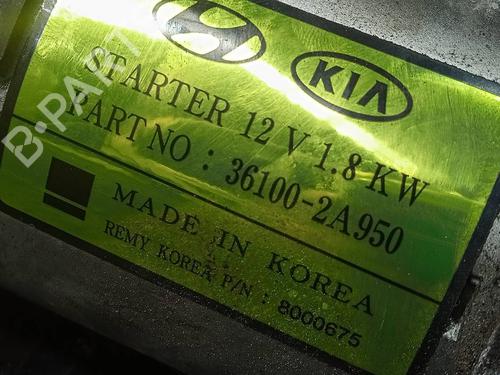 KIA
STARTER 12 V 1.8 KW
PART NO : 36100-2A950
MADE IN KOREA
REMY KOREA P/N : 8000675
B-PARTS